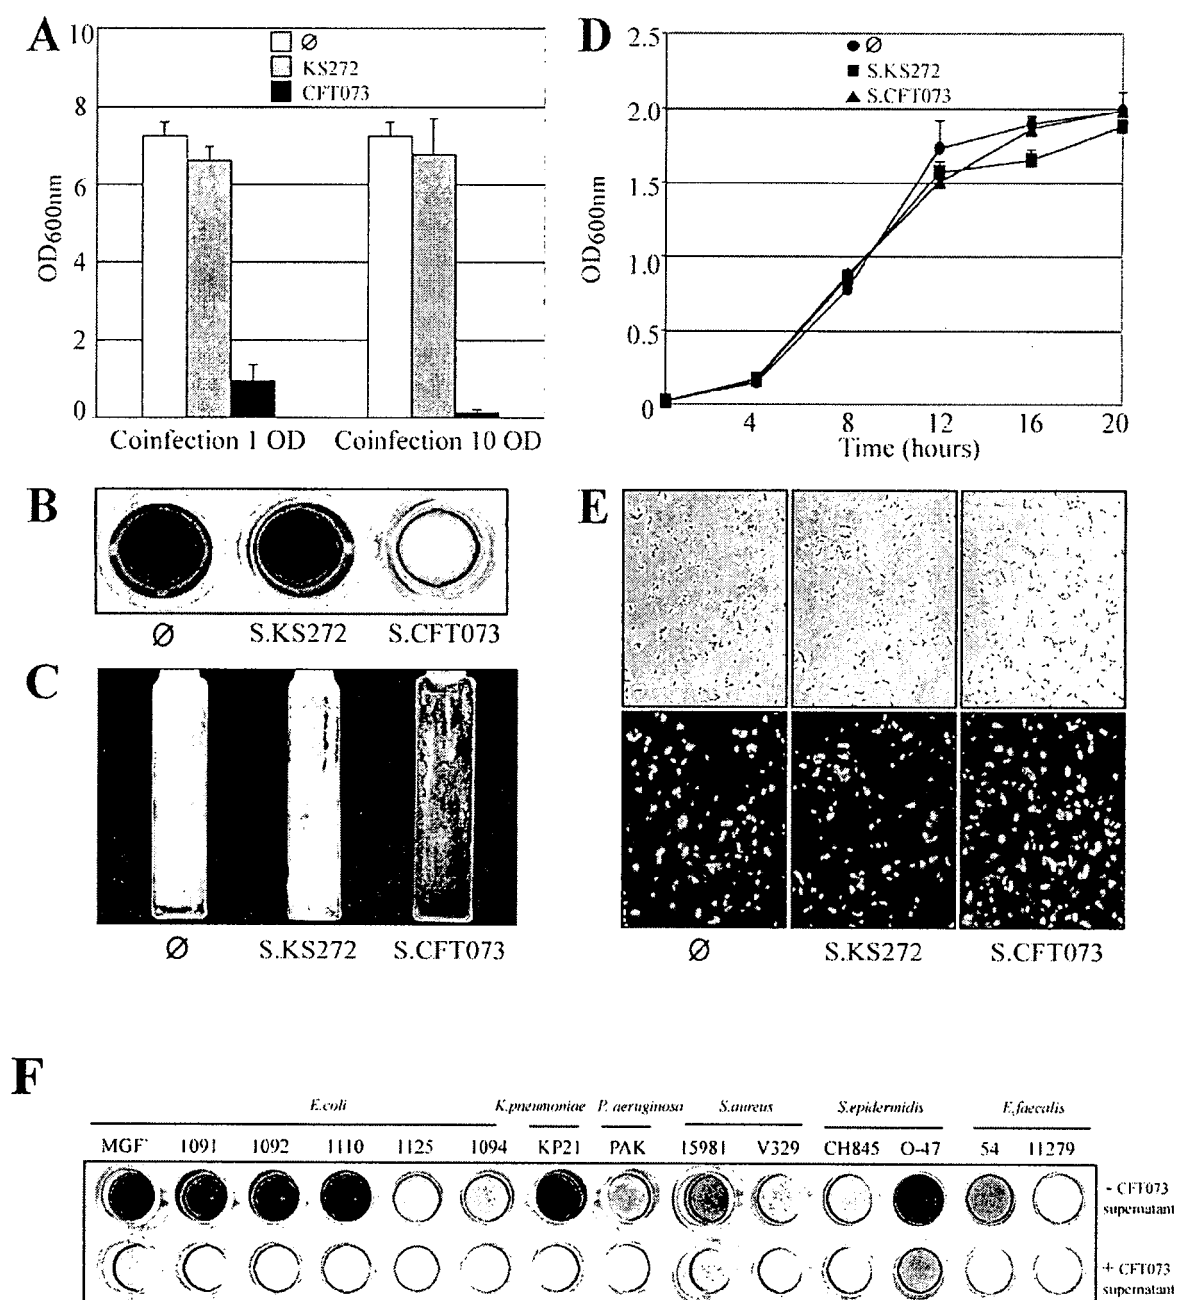 A
10
8
6
4
2
0
OD600nm
Ø
KS272
CFT073
Coinfection 1 OD
Coinfection 10 OD
D
2.5
2.0
1.5
1.0
0.5
0
OD600nm
Ø
S.KS272
S.CFT073
4 8 12 16 20
Time (hours)
B
Ø S.KS272 S.CFT073
C
Ø S.KS272 S.CFT073
E
Ø S.KS272 S.CFT073
F
E.coli K.pneumoniae P. aeruginosa S.aureus S.epidermidis E.faecalis
MGF' 1091 1092 1110 1125 1094 KP21 PAK 15981 V329 CH845 O-47 54 11279
- CFT073
supernatant
+ CFT073
supernatant